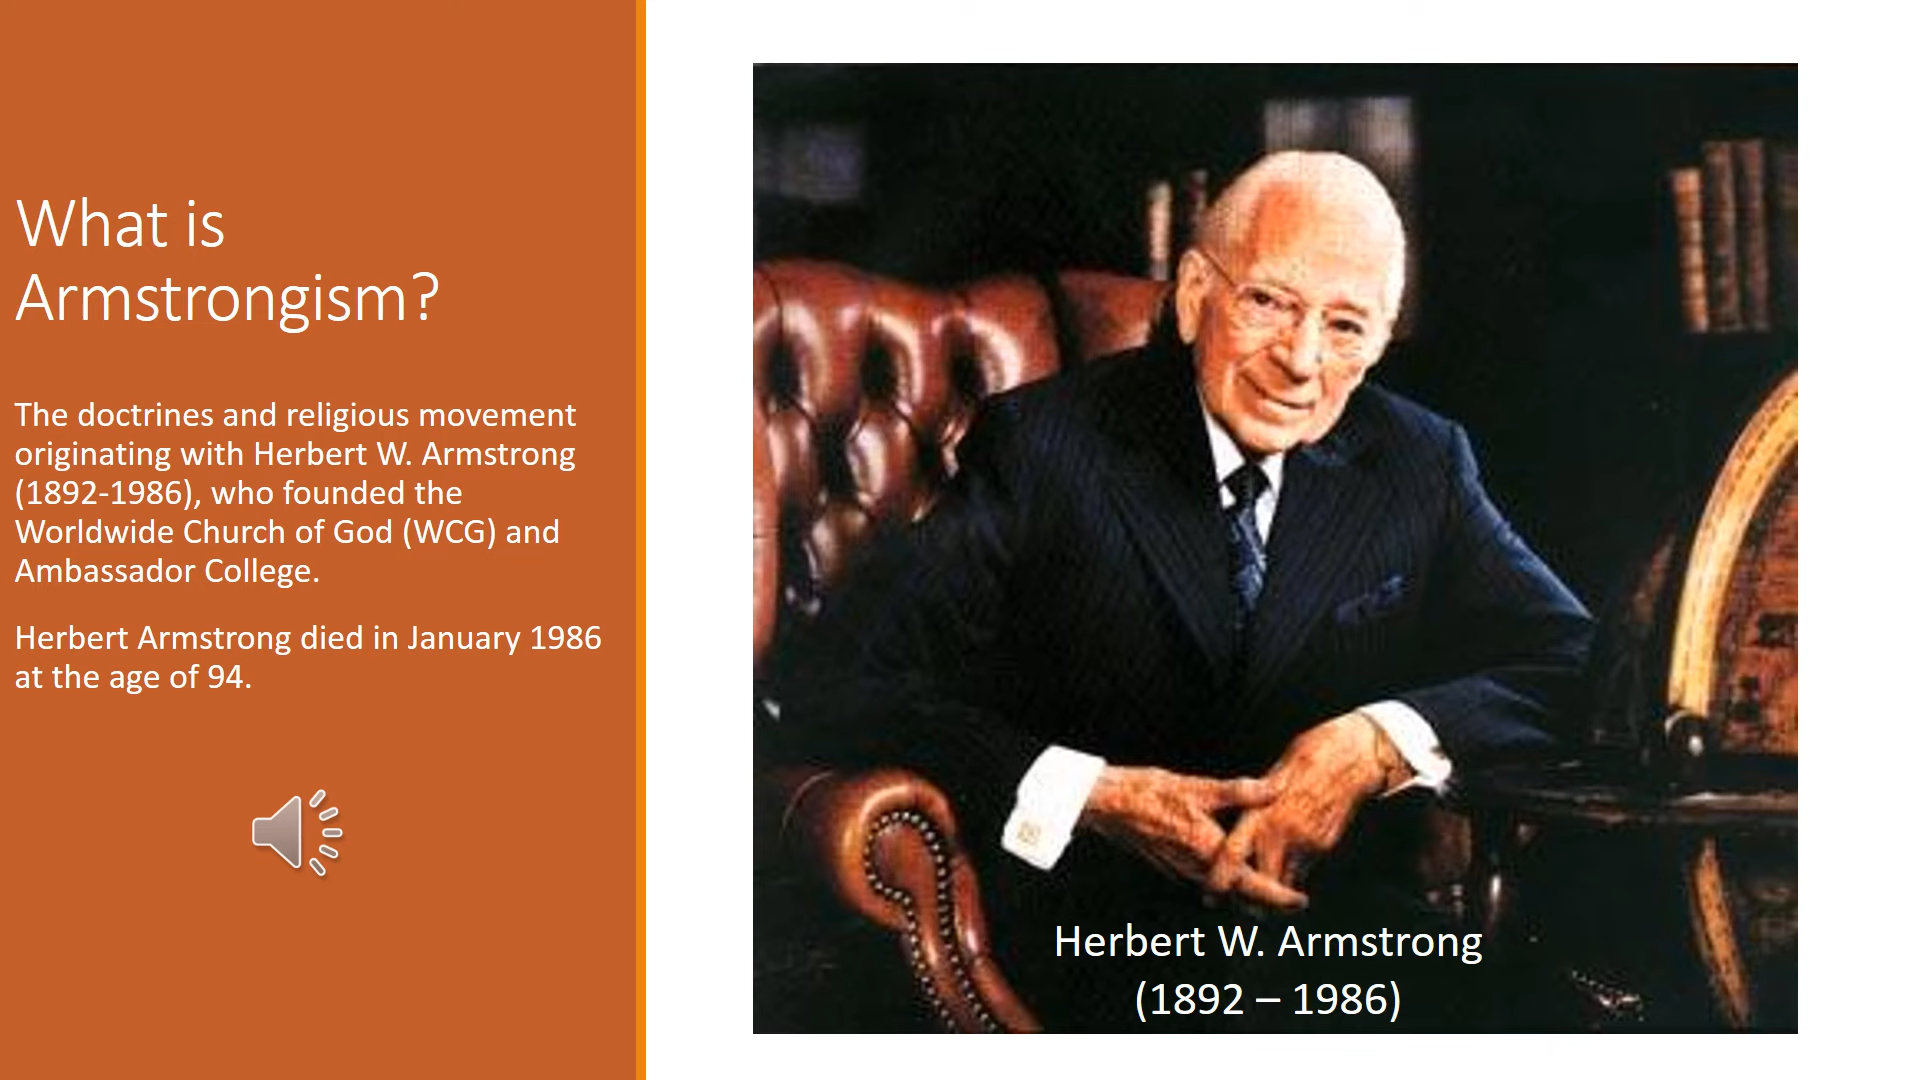 What is
Armstrongism?
The doctrines and religious movement
originating with Herbert W. Armstrong
(1892-1986), who founded the
Worldwide Church of God (WCG) and
Ambassador College.
Herbert Armstrong died in January 1986
at the age of 94.
Herbert W. Armstrong
(1892 – 1986)